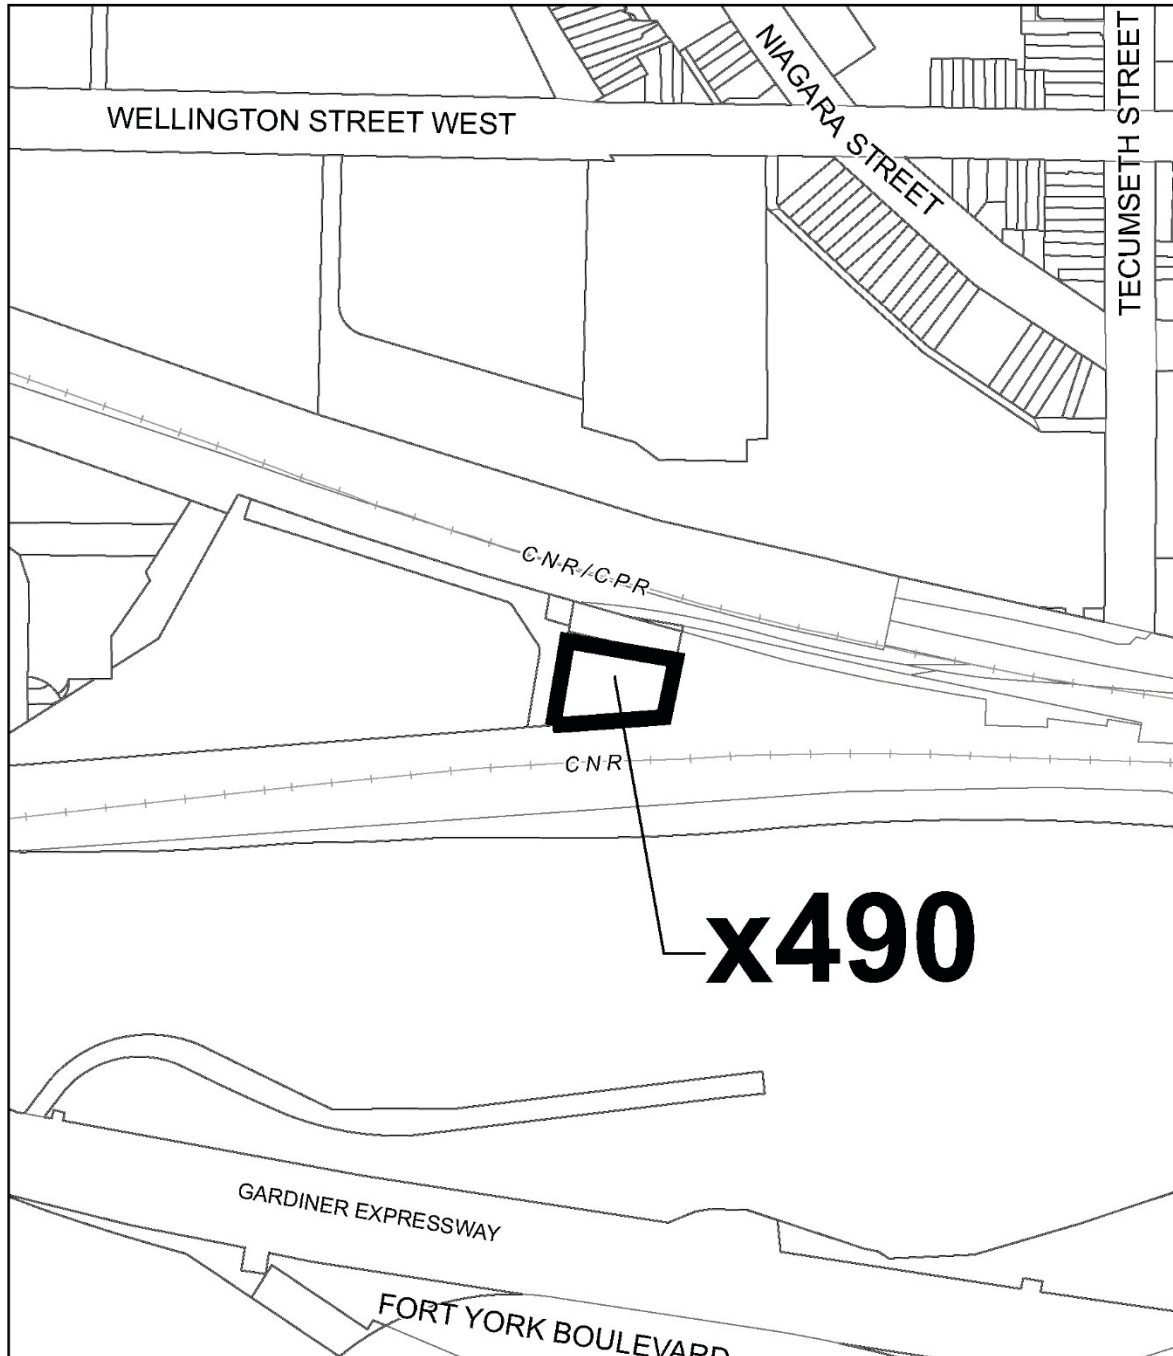 WELLINGTON STREET WEST
NIAGARA STREET
TECUMSETH STREET
C N R / C P R
C N R
x490
GARDINER EXPRESSWAY
FORT YORK BOULEVARD